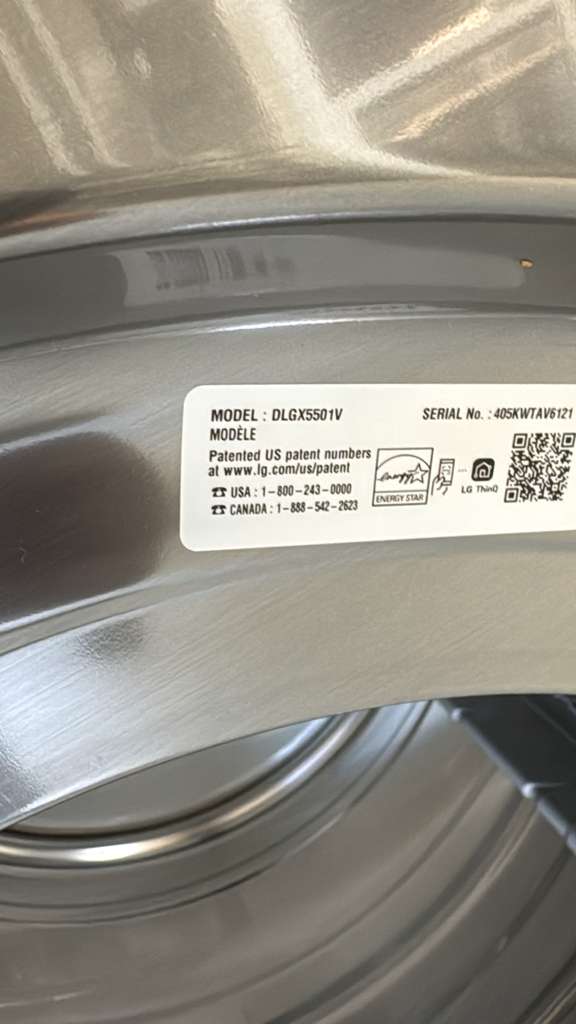 MODEL : DLGX5501V
SERIAL No. : 405KWTAV6121
MODÈLE
Patented US patent numbers
at www.lg.com/us/patent
USA : 1-800-243-0000
CANADA : 1-888-542-2623
energy
ENERGY STAR
LG ThinQ